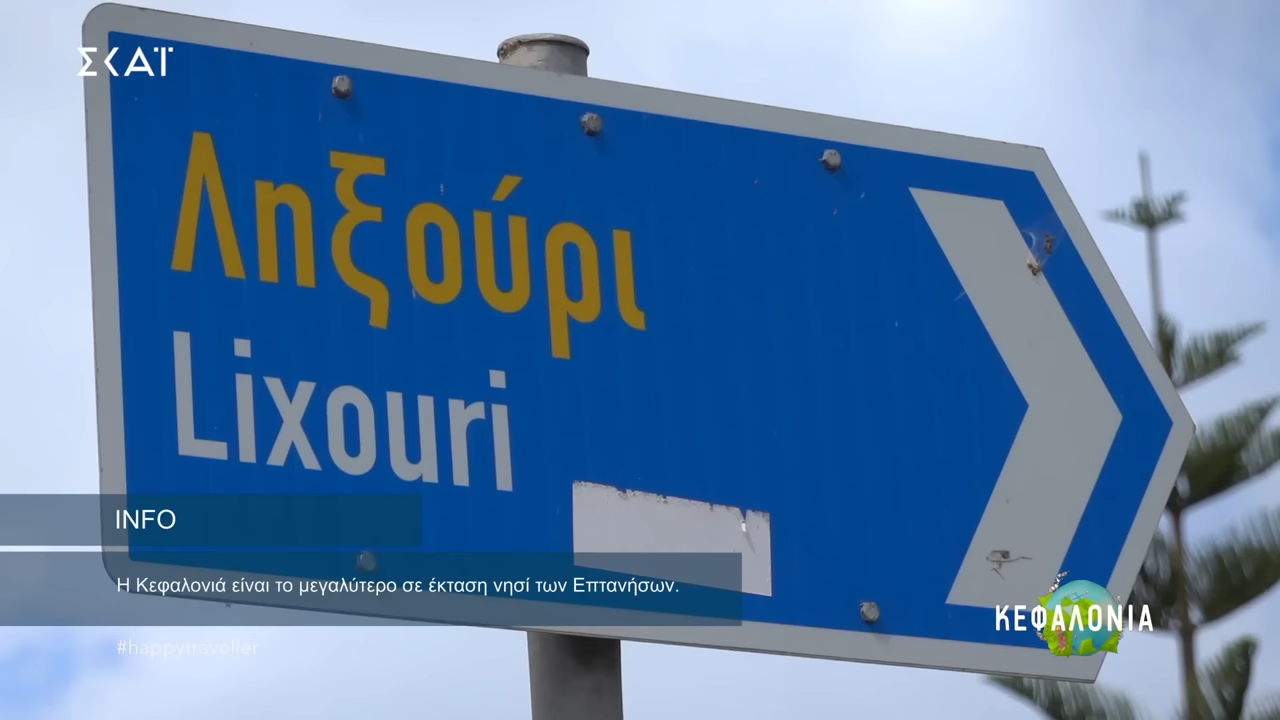 ΣΚΑΪ
Ληξούρι
Lixouri
INFO
Η Κεφαλονιά είναι το μεγαλύτερο σε έκταση νησί των Επτανήσων.
ΚΕΦΑΛΟΝΙΑ
#happytraveller